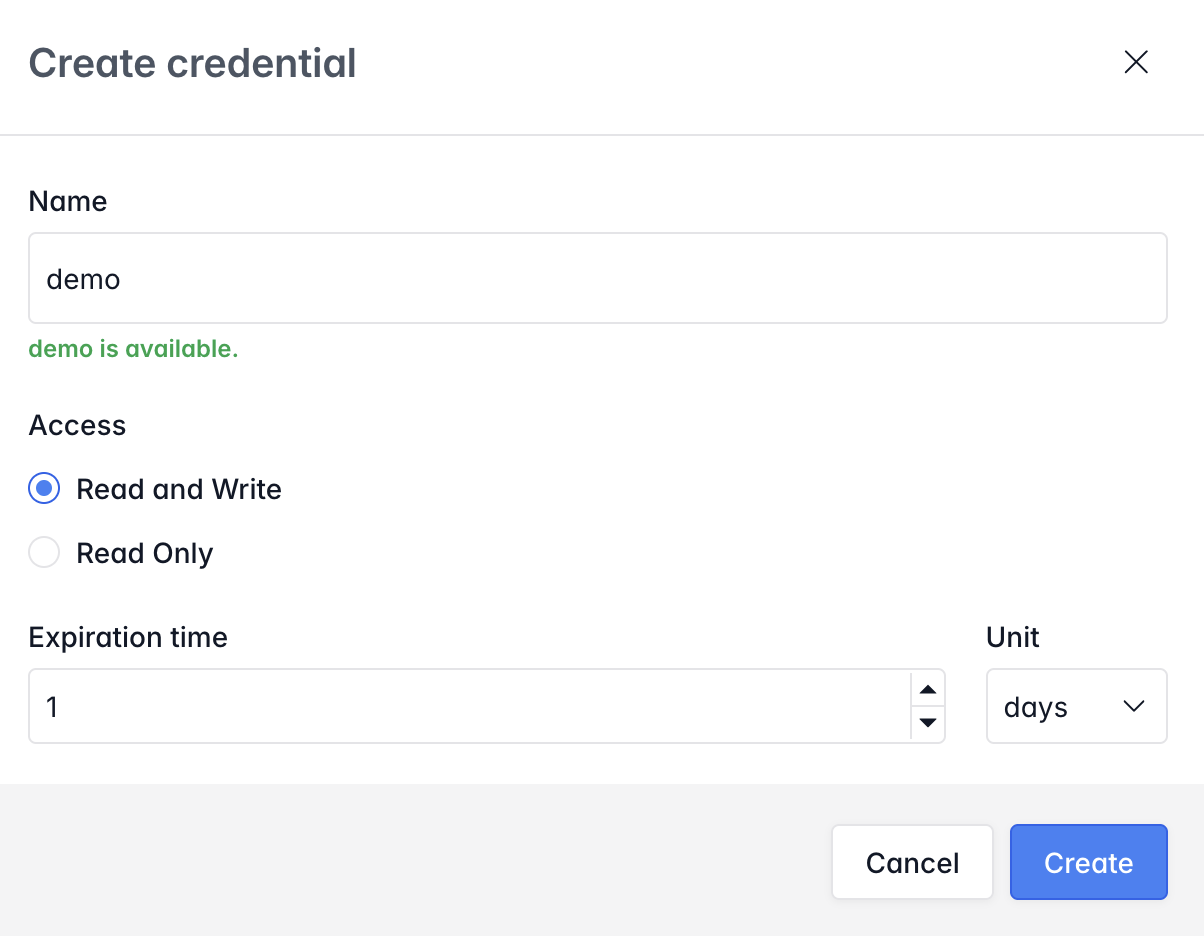 Create credential
Name
demo
demo is available.
Access
Read and Write
Read Only
Expiration time
Unit
1
days
Cancel
Create